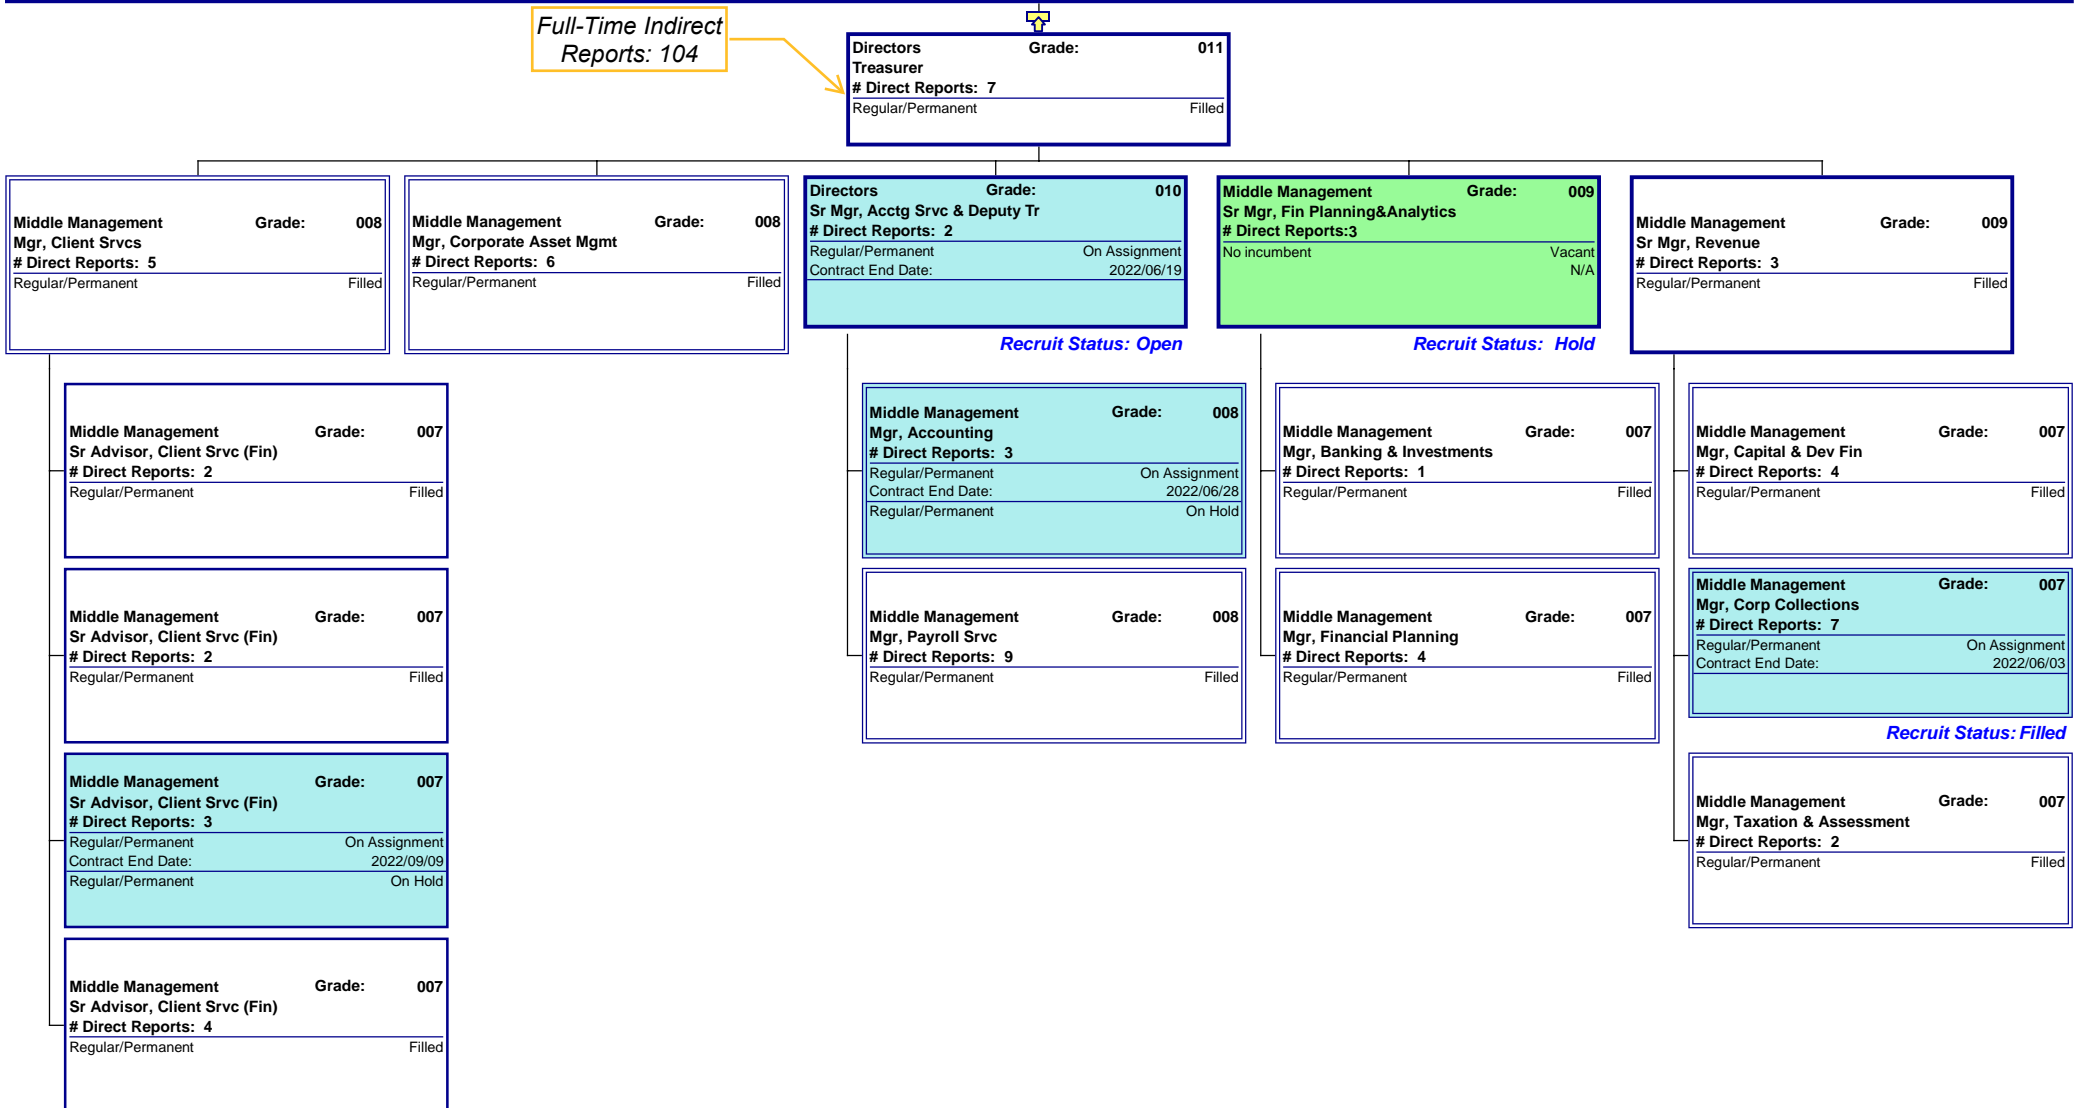 Full-Time Indirect
Reports: 104
Directors Grade: 011
Treasurer
# Direct Reports: 7
Regular/Permanent Filled
Middle Management Grade: 008
Mgr, Client Srvcs
# Direct Reports: 5
Regular/Permanent Filled
Middle Management Grade: 008
Mgr, Corporate Asset Mgmt
# Direct Reports: 6
Regular/Permanent Filled
Directors Grade: 010
Sr Mgr, Acctg Srvc & Deputy Tr
# Direct Reports: 2
Regular/Permanent On Assignment
Contract End Date: 2022/06/19
Recruit Status: Open
Middle Management Grade: 009
Sr Mgr, Fin Planning&Analytics
# Direct Reports:3
No incumbent Vacant
N/A
Recruit Status: Hold
Middle Management Grade: 009
Sr Mgr, Revenue
# Direct Reports: 3
Regular/Permanent Filled
Middle Management Grade: 007
Sr Advisor, Client Srvc (Fin)
# Direct Reports: 2
Regular/Permanent Filled
Middle Management Grade: 007
Sr Advisor, Client Srvc (Fin)
# Direct Reports: 2
Regular/Permanent Filled
Middle Management Grade: 007
Sr Advisor, Client Srvc (Fin)
# Direct Reports: 3
Regular/Permanent On Assignment
Contract End Date: 2022/09/09
Regular/Permanent On Hold
Middle Management Grade: 007
Sr Advisor, Client Srvc (Fin)
# Direct Reports: 4
Regular/Permanent Filled
Middle Management Grade: 008
Mgr, Accounting
# Direct Reports: 3
Regular/Permanent On Assignment
Contract End Date: 2022/06/28
Regular/Permanent On Hold
Middle Management Grade: 008
Mgr, Payroll Srvc
# Direct Reports: 9
Regular/Permanent Filled
Middle Management Grade: 007
Mgr, Banking & Investments
# Direct Reports: 1
Regular/Permanent Filled
Middle Management Grade: 007
Mgr, Financial Planning
# Direct Reports: 4
Regular/Permanent Filled
Middle Management Grade: 007
Mgr, Capital & Dev Fin
# Direct Reports: 4
Regular/Permanent Filled
Middle Management Grade: 007
Mgr, Corp Collections
# Direct Reports: 7
Regular/Permanent On Assignment
Contract End Date: 2022/06/03
Recruit Status: Filled
Middle Management Grade: 007
Mgr, Taxation & Assessment
# Direct Reports: 2
Regular/Permanent Filled